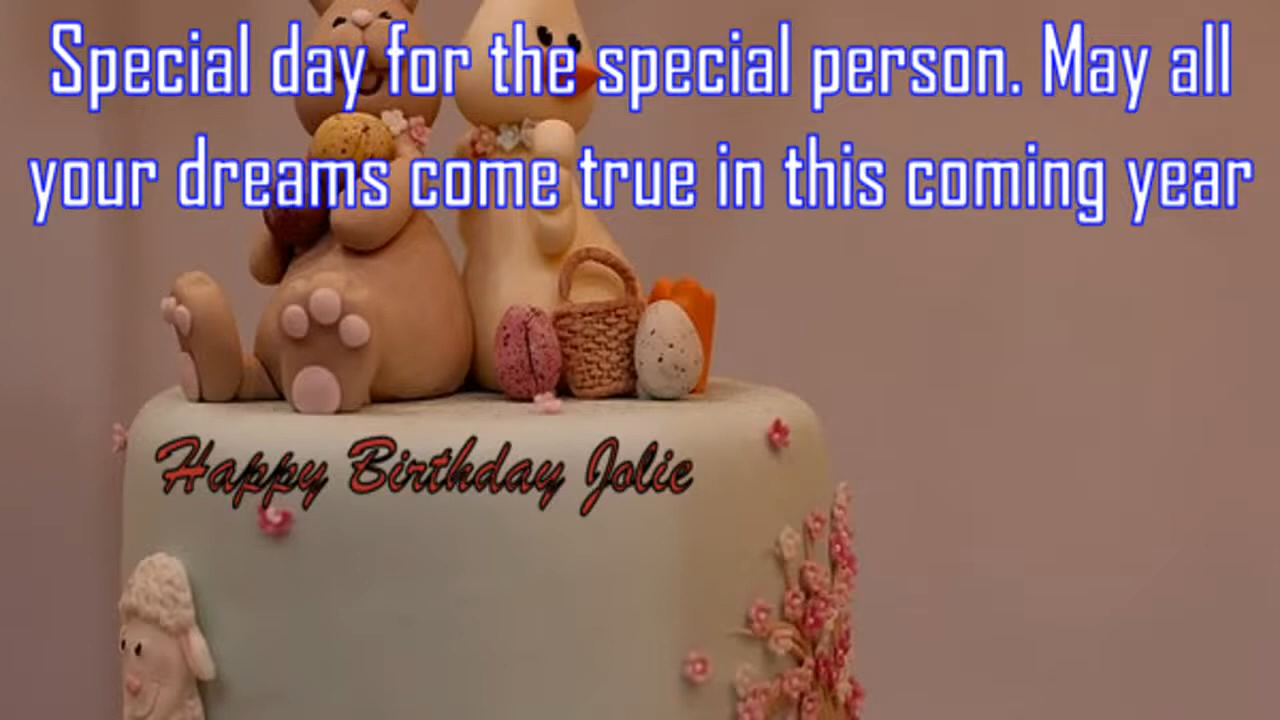 Special day for the special person. May all
your dreams come true in this coming year
Happy Birthday Jolie